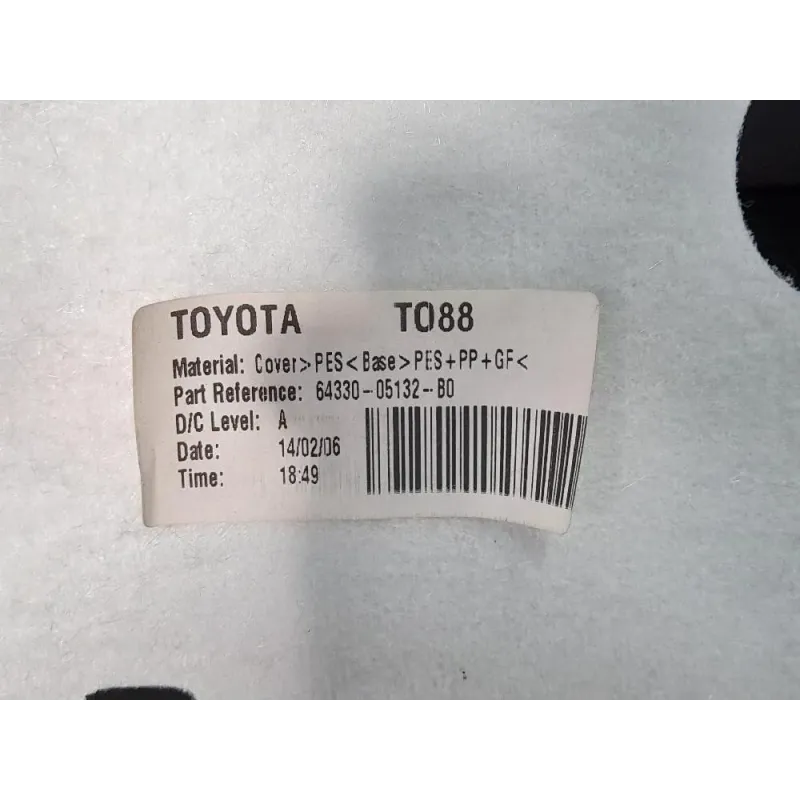 TOYOTA TO88
Material: Cover>PES<Base>PES+PP+GF<
Part Reference: 64330-05132-B0
D/C Level: A
Date: 14/02/06
Time: 18:49